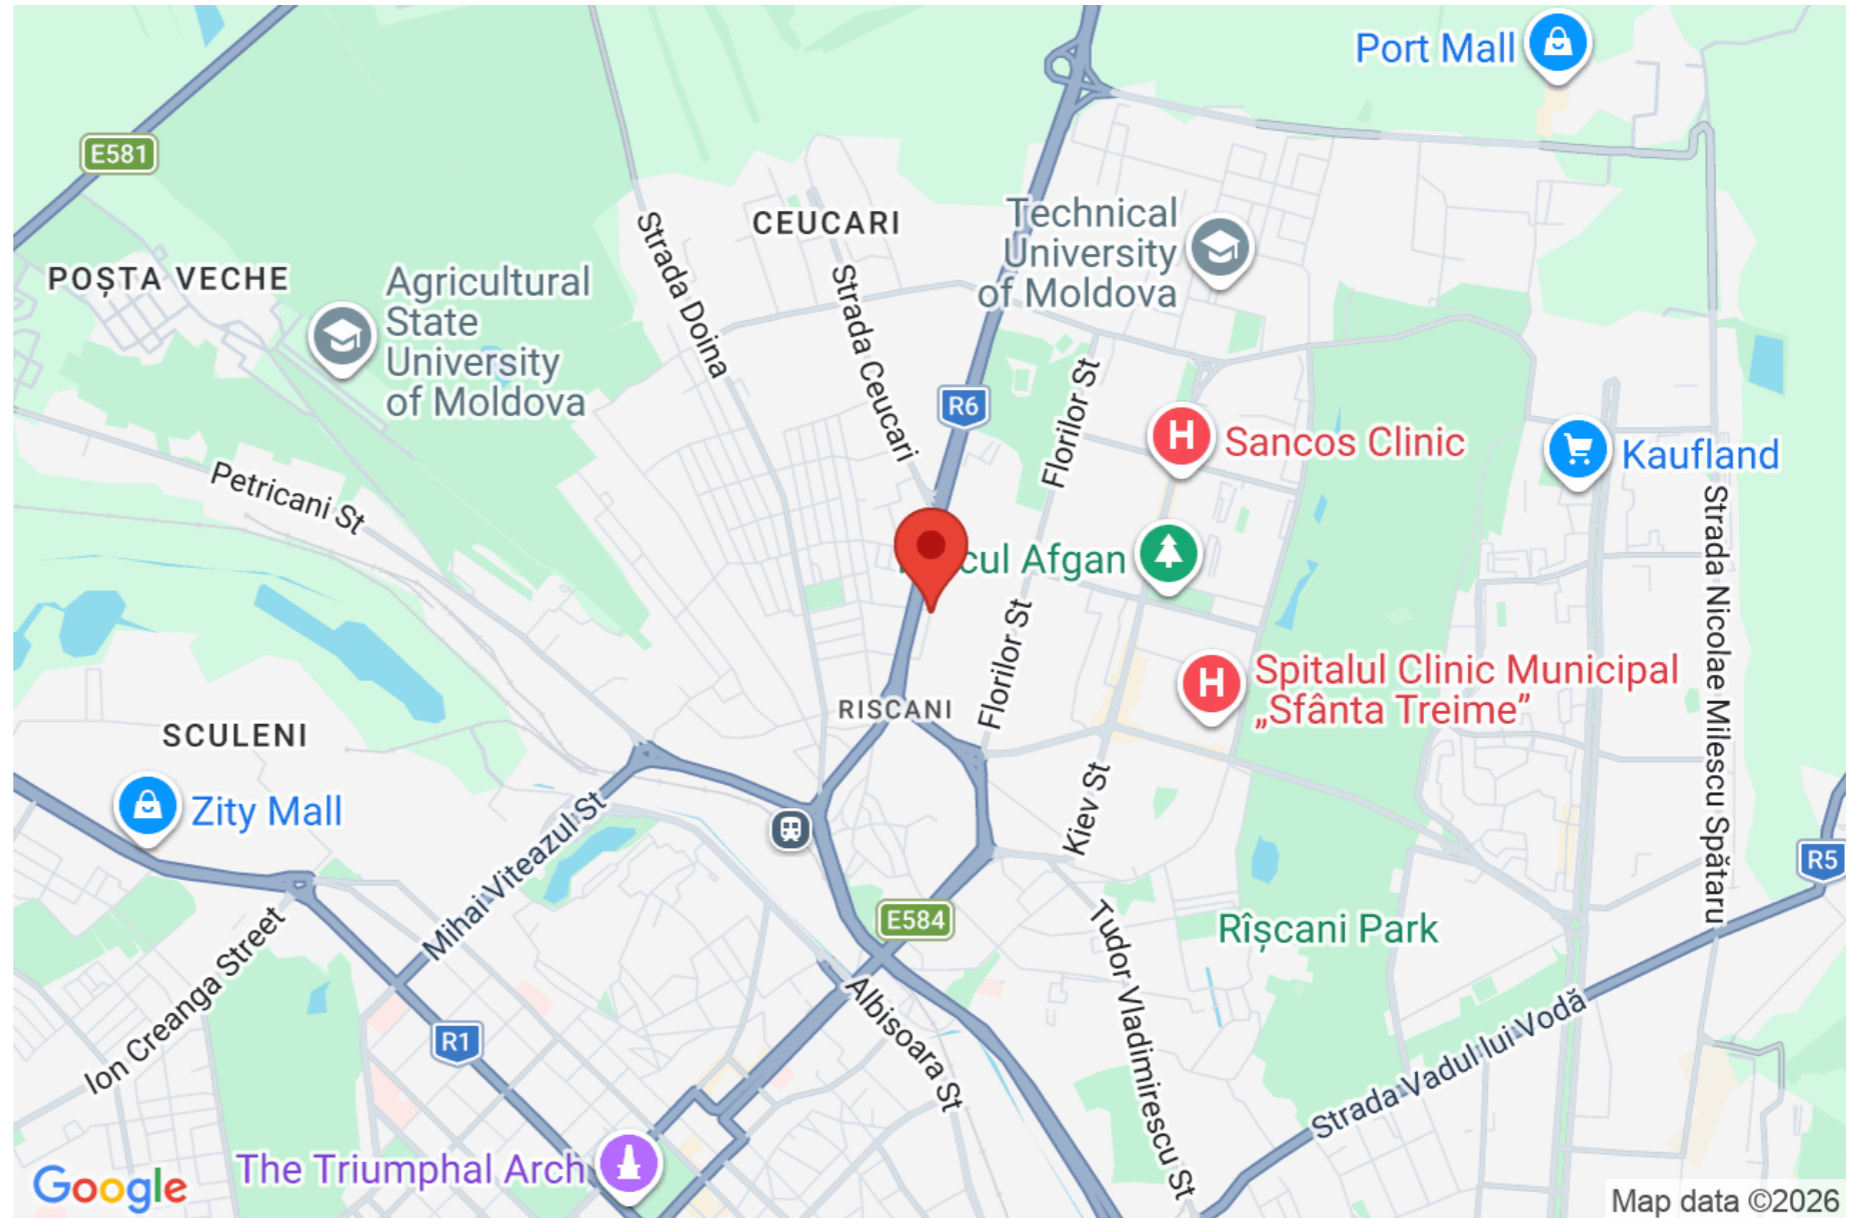 Port Mall
E581
CEUCARI
Technical
University
of Moldova
Strada Doina
POȘTA VECHE
Agricultural
State
University
of Moldova
Strada Ceucari
R6
Florilor St
Sancos Clinic
Kaufland
Petricani St
cul Afgan
Strada Nicolae Milescu Spătaru
Florilor St
Spitalul Clinic Municipal
„Sfânta Treime”
RISCANI
SCULENI
Zity Mall
Mihai Viteazul St
Kiev St
R5
E584
Rîșcani Park
Ion Creanga Street
Tudor Vladimirescu St
Albisoara St
R1
Strada Vadul lui Vodă
The Triumphal Arch
Google
Map data ©2026